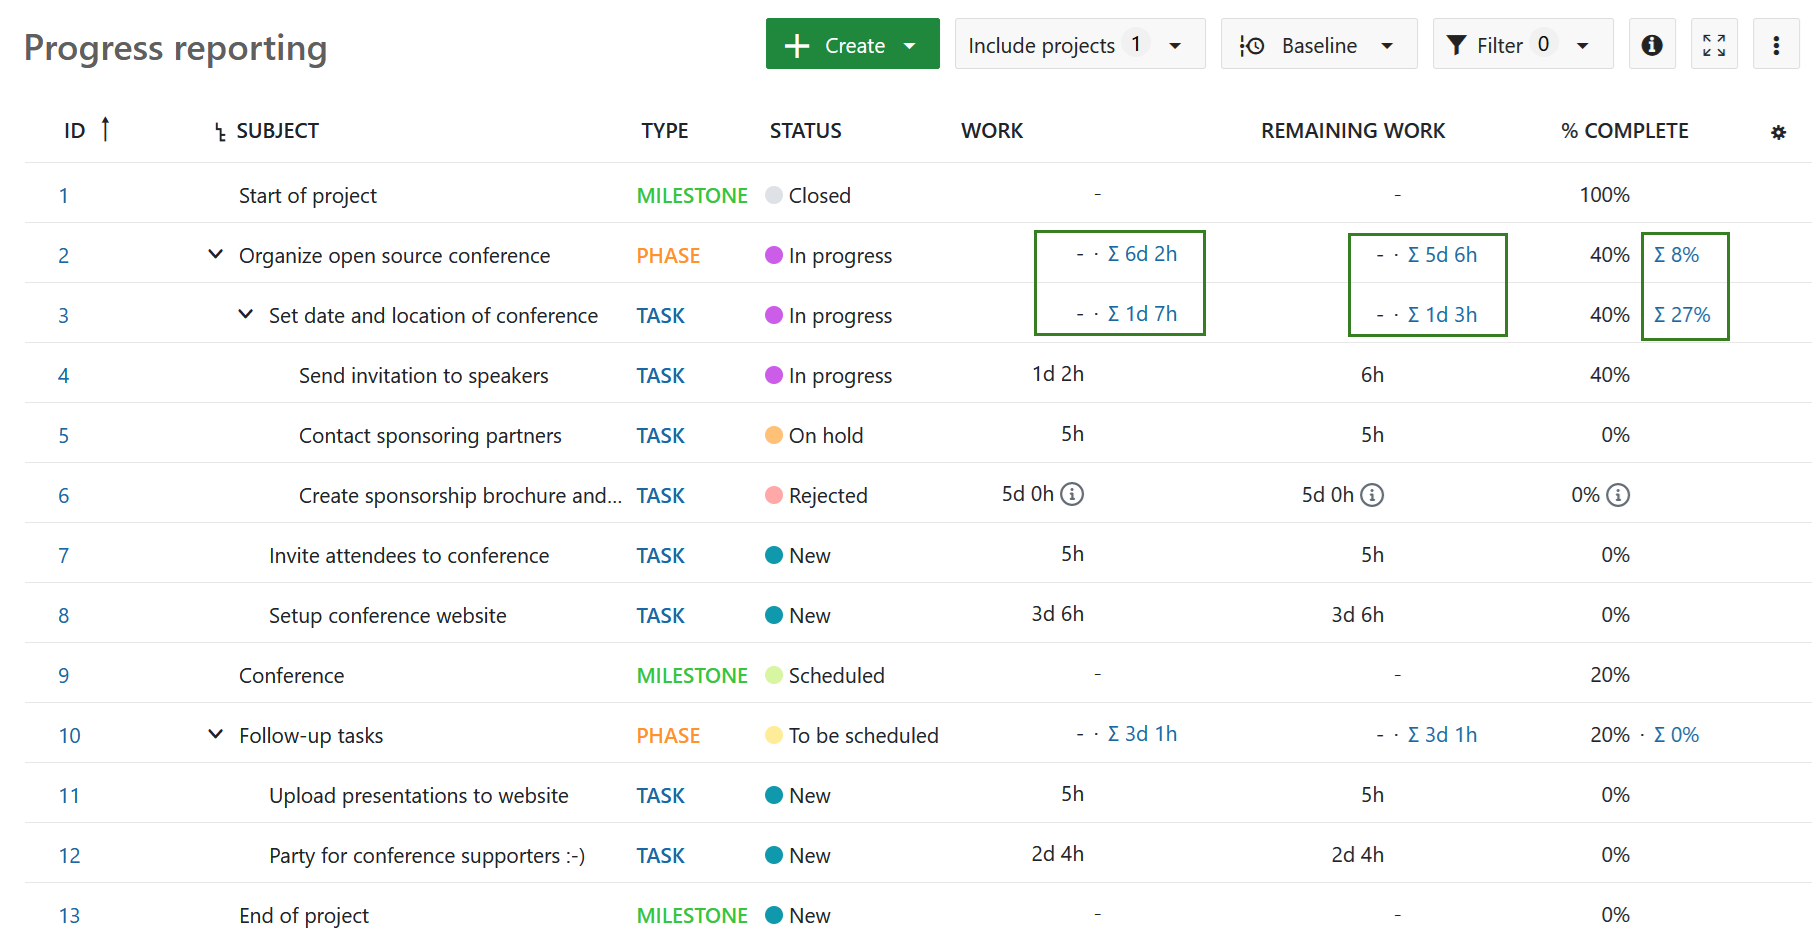 Progress reporting
Create
Include projects 1
Baseline
Filter 0
ID SUBJECT TYPE STATUS WORK REMAINING WORK % COMPLETE
1 Start of project MILESTONE Closed - - 100%
2 Organize open source conference PHASE In progress - · Σ 6d 2h - · Σ 5d 6h 40% Σ 8%
3 Set date and location of conference TASK In progress - · Σ 1d 7h - · Σ 1d 3h 40% Σ 27%
4 Send invitation to speakers TASK In progress 1d 2h 6h 40%
5 Contact sponsoring partners TASK On hold 5h 5h 0%
6 Create sponsorship brochure and... TASK Rejected 5d 0h 5d 0h 0%
7 Invite attendees to conference TASK New 5h 5h 0%
8 Setup conference website TASK New 3d 6h 3d 6h 0%
9 Conference MILESTONE Scheduled - - 20%
10 Follow-up tasks PHASE To be scheduled - · Σ 3d 1h - · Σ 3d 1h 20% · Σ 0%
11 Upload presentations to website TASK New 5h 5h 0%
12 Party for conference supporters :-) TASK New 2d 4h 2d 4h 0%
13 End of project MILESTONE New - - 0%